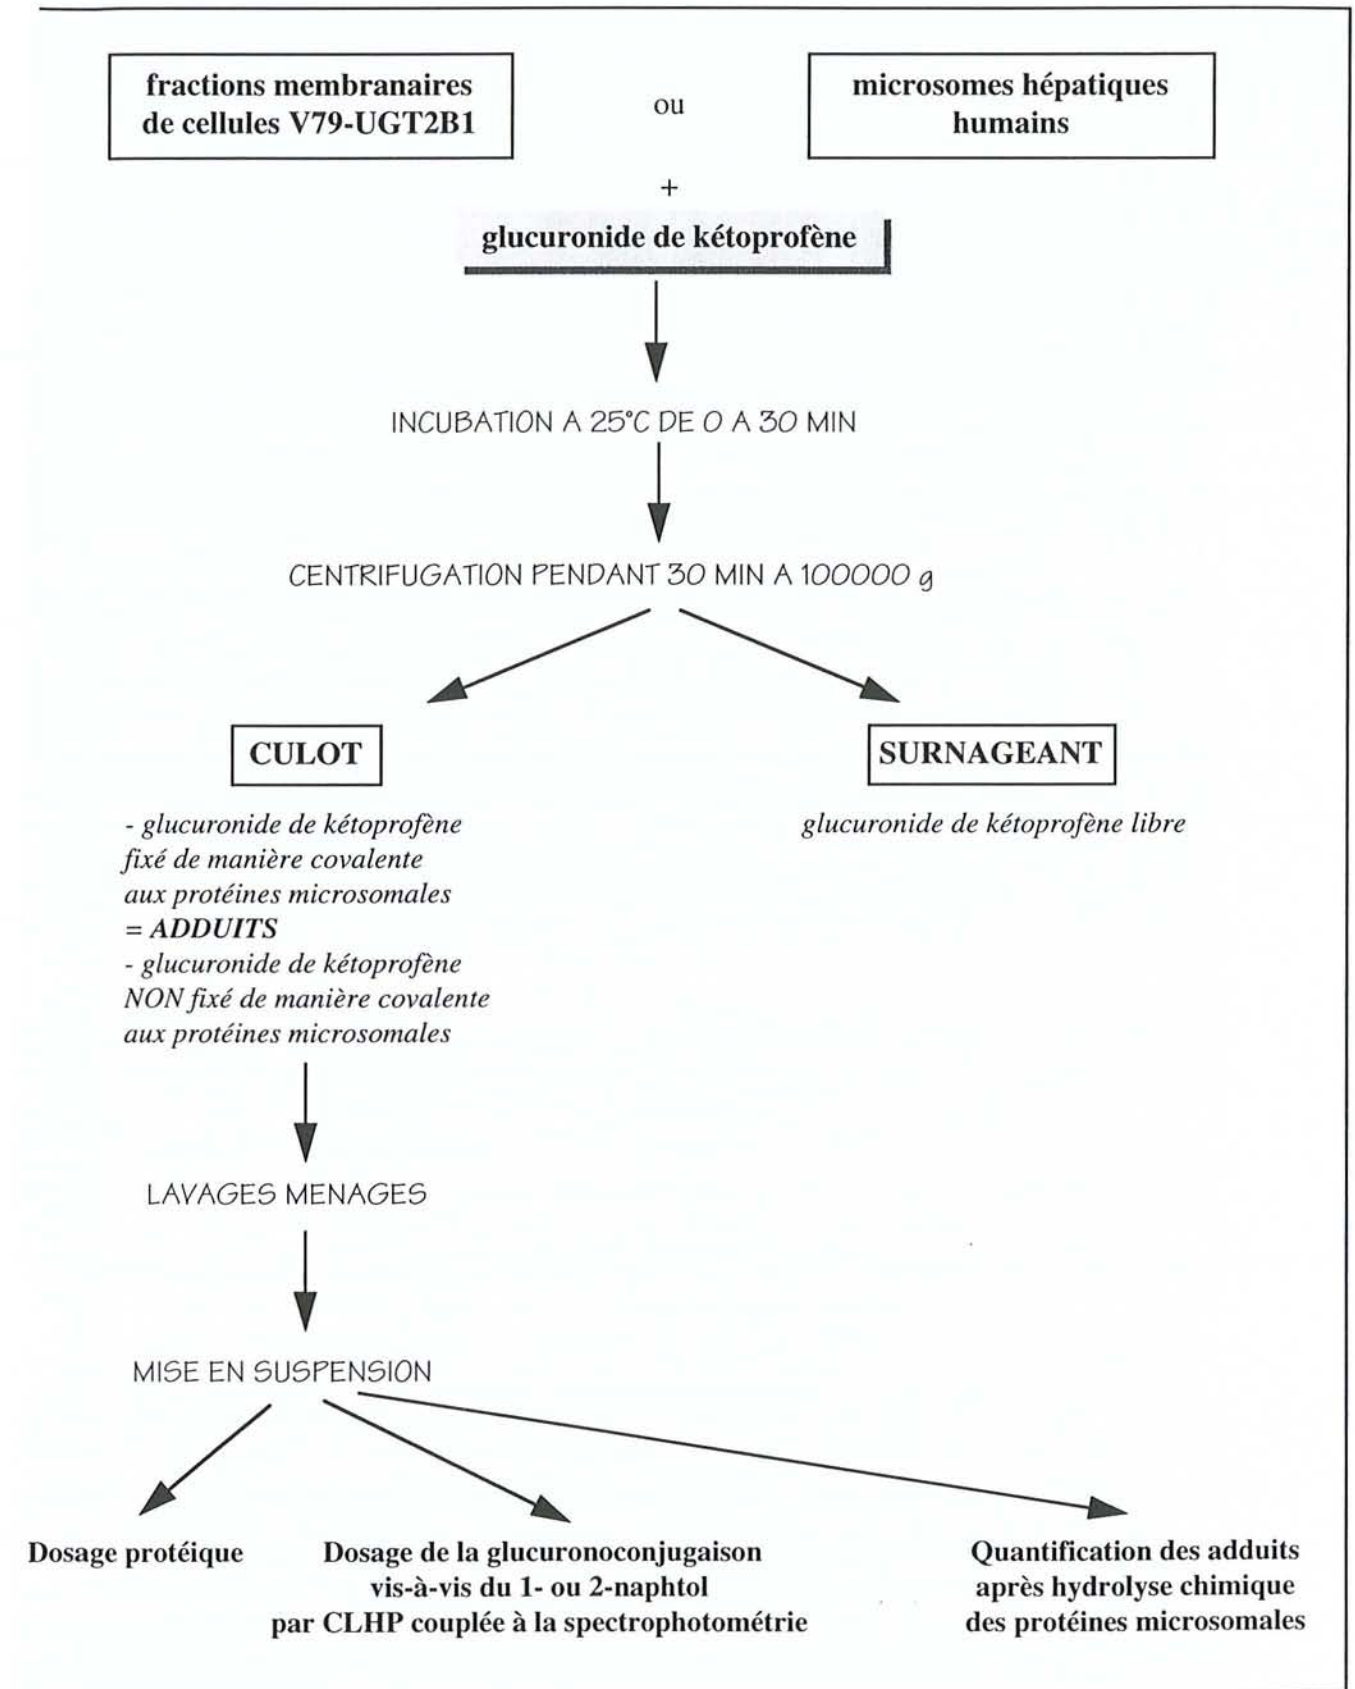 fractions membranaires
de cellules V79-UGT2B1
ou
microsomes hépatiques
humains
+
glucuronide de kétoprofène
INCUBATION A 25°C DE 0 A 30 MIN
CENTRIFUGATION PENDANT 30 MIN A 100000 g
CULOT
SURNAGEANT
- glucuronide de kétoprofène
fixé de manière covalente
aux protéines microsomales
= ADDUITS
- glucuronide de kétoprofène
NON fixé de manière covalente
aux protéines microsomales
glucuronide de kétoprofène libre
LAVAGES MENAGES
MISE EN SUSPENSION
Dosage protéique
Dosage de la glucuronoconjugaison
vis-à-vis du 1- ou 2-naphtol
par CLHP couplée à la spectrophotométrie
Quantification des adduits
après hydrolyse chimique
des protéines microsomales